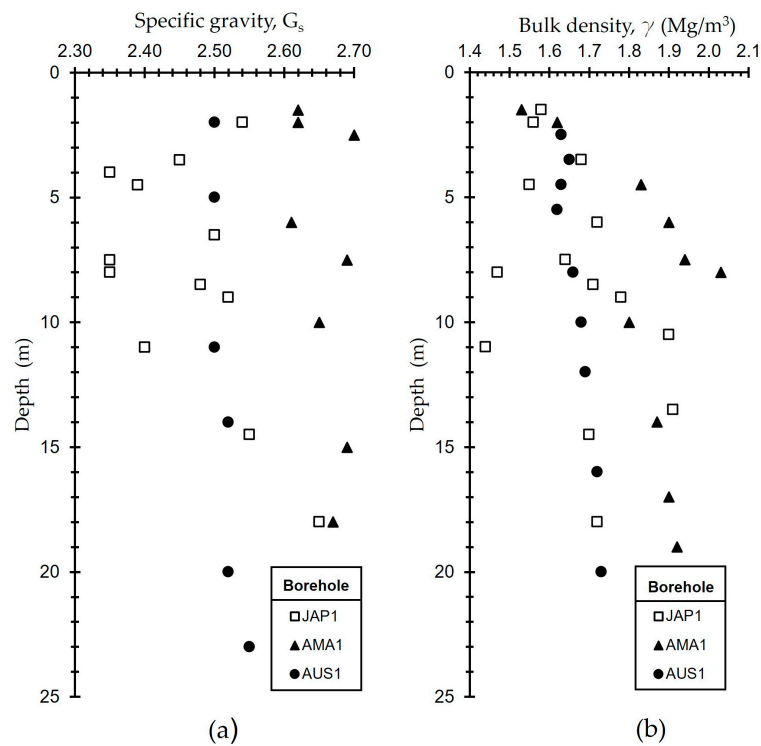 Specific gravity, Gs
2.30 2.40 2.50 2.60 2.70
0
5
10
15
20
25
Depth (m)
Borehole
JAP1
AMA1
AUS1
(a)
Bulk density, γ (Mg/m³)
1.4 1.5 1.6 1.7 1.8 1.9 2.0 2.1
0
5
10
15
20
25
Depth (m)
Borehole
JAP1
AMA1
AUS1
(b)